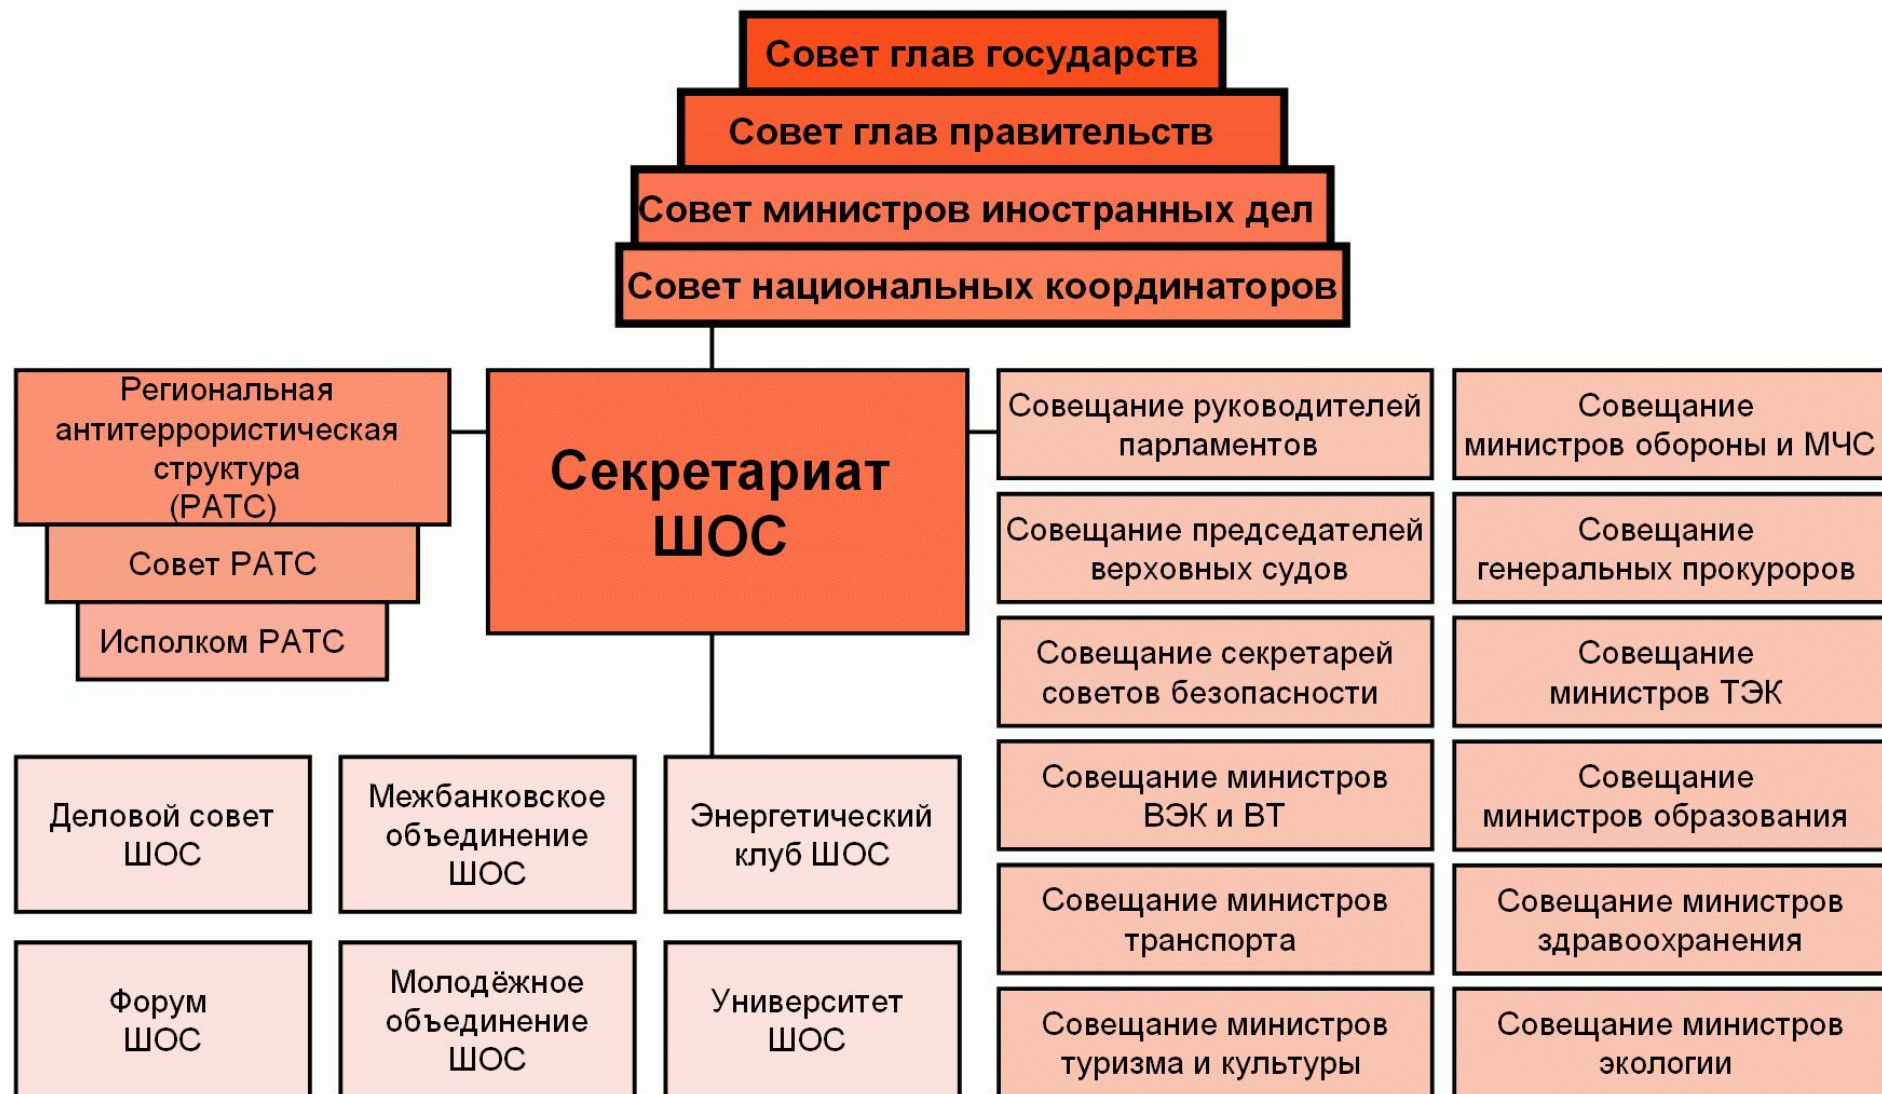 Совет глав государств
Совет глав правительств
Совет министров иностранных дел
Совет национальных координаторов
Региональная
антитеррористическая
структура
(РАТС)
Совет РАТС
Исполком РАТС
Секретариат
ШОС
Совещание руководителей
парламентов
Совещание
министров обороны и МЧС
Совещание председателей
верховных судов
Совещание
генеральных прокуроров
Совещание секретарей
советов безопасности
Совещание
министров ТЭК
Совещание министров
ВЭК и ВТ
Совещание
министров образования
Совещание министров
транспорта
Совещание министров
здравоохранения
Совещание министров
туризма и культуры
Совещание министров
экологии
Деловой совет
ШОС
Межбанковское
объединение
ШОС
Энергетический
клуб ШОС
Форум
ШОС
Молодёжное
объединение
ШОС
Университет
ШОС